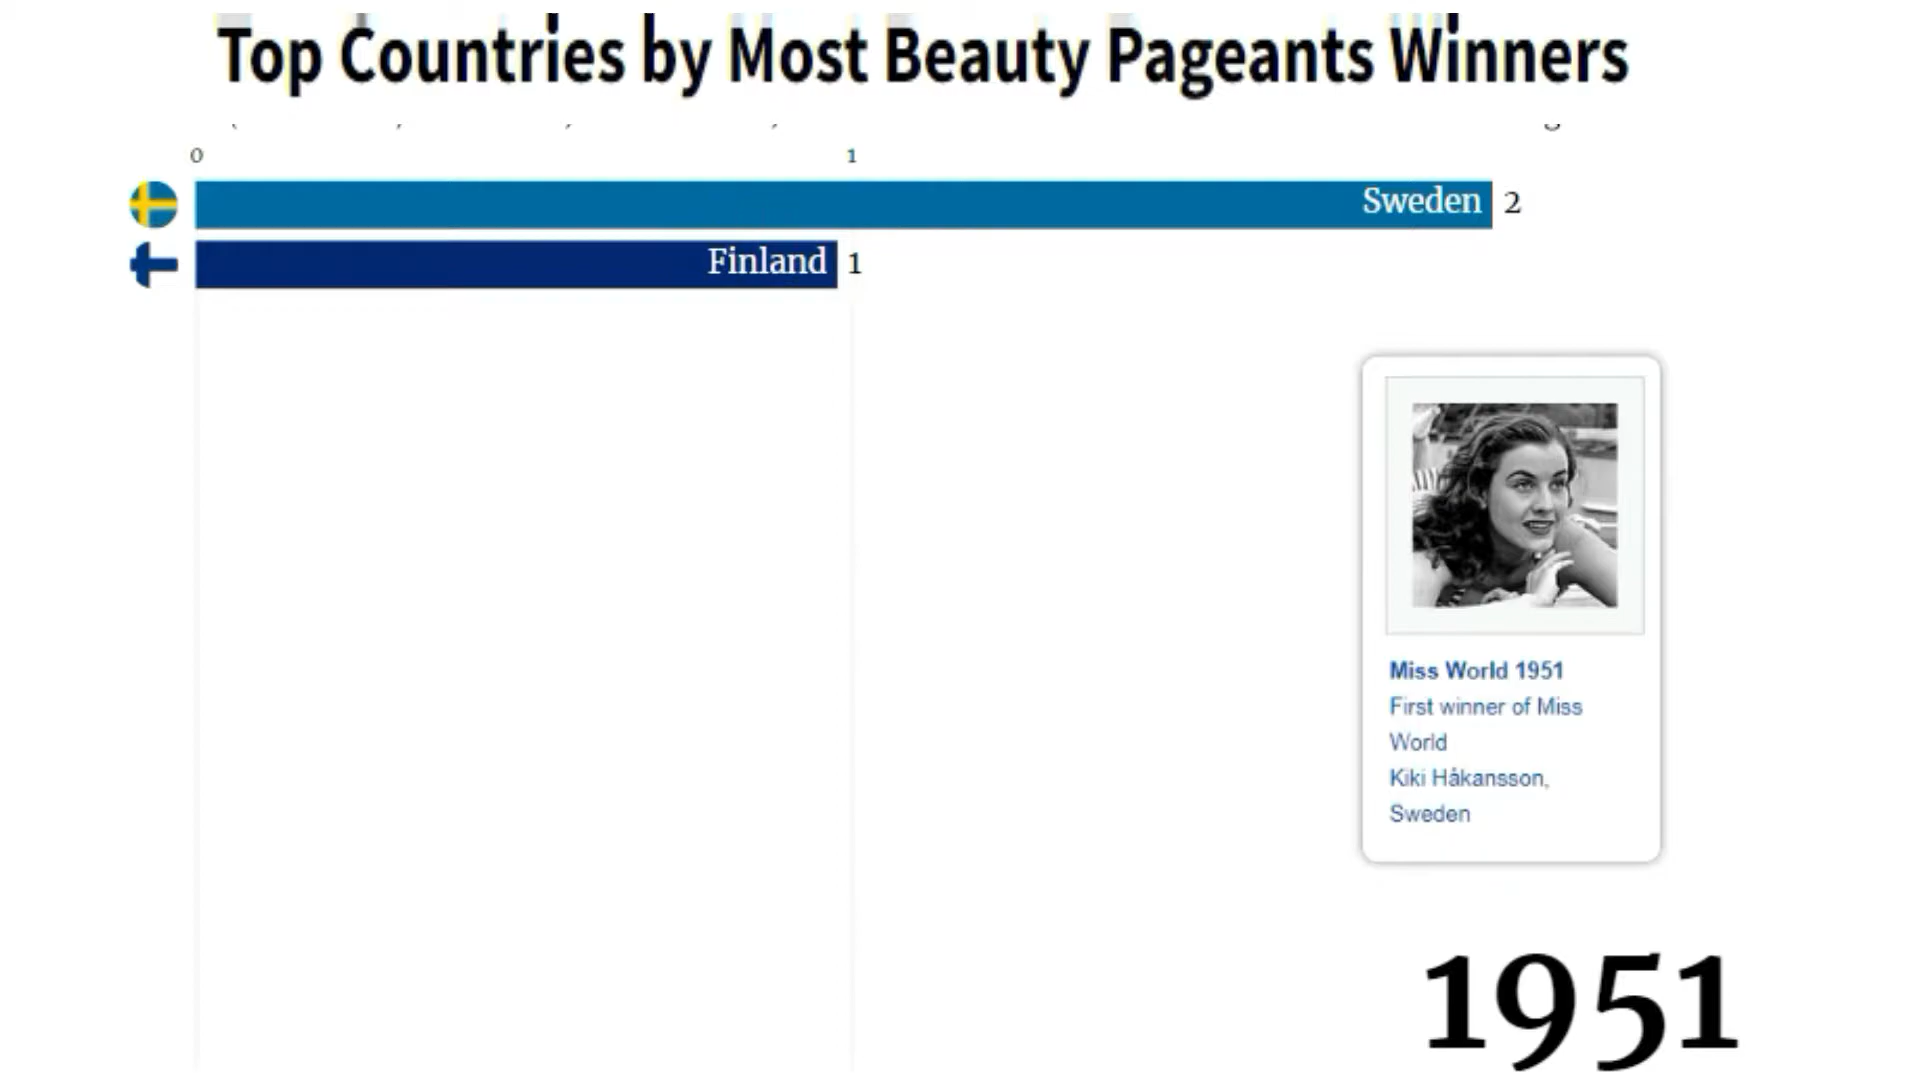 Top Countries by Most Beauty Pageants Winners
0 1
Sweden 2
Finland 1
Miss World 1951
First winner of Miss
World
Kiki Håkansson,
Sweden
1951